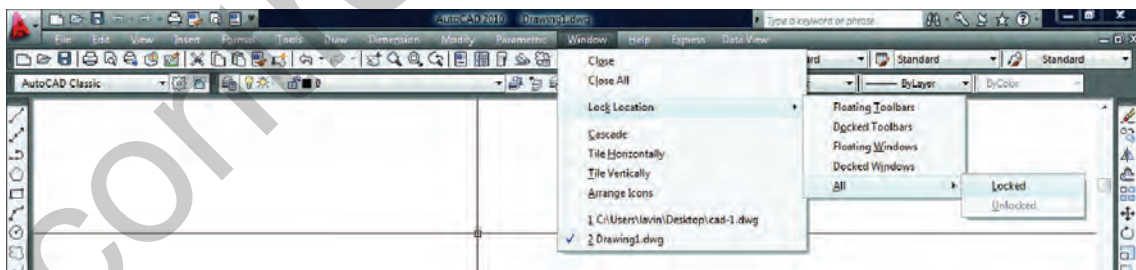 AutoCAD 2010 Drawing1.dwg
Type a keyword or phrase
File Edit View Insert Format Tools Draw Dimension Modify Parametric Window Help Express Data View
rd Standard Standard
AutoCAD Classic 0 ByLayer ByColor
Close
Close All
Lock Location
Cascade
Tile Horizontally
Tile Vertically
Arrange Icons
1 C:\Users\lavin\Desktop\cad-1.dwg
2 Drawing1.dwg
Floating Toolbars
Docked Toolbars
Floating Windows
Docked Windows
All
Locked
Unlocked